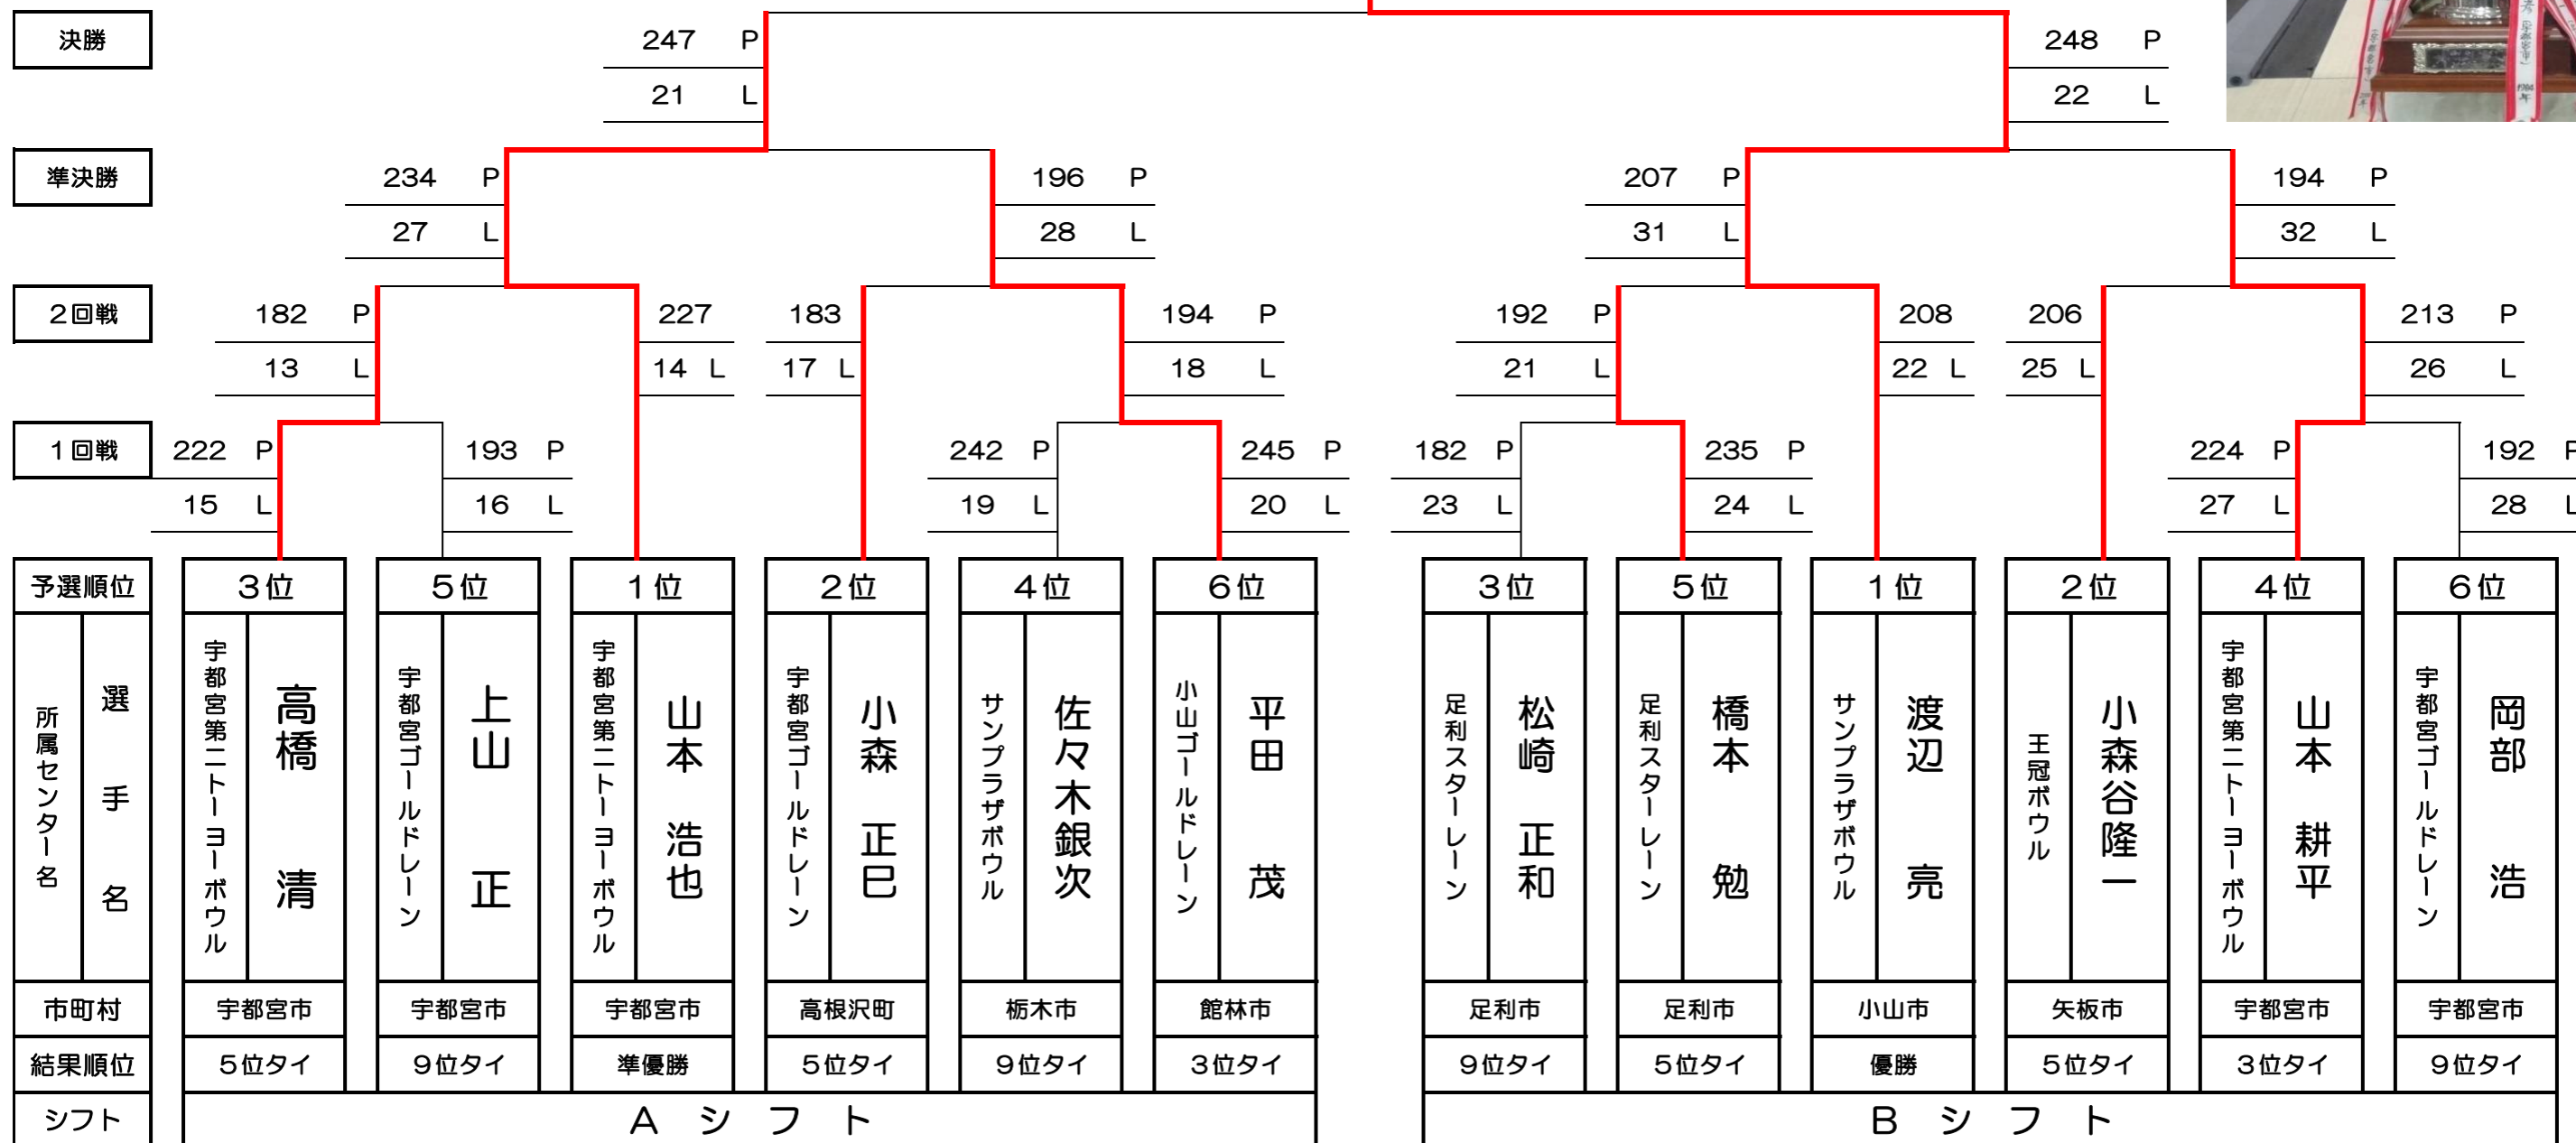 決勝
247 P
21 L
248 P
22 L
準決勝
234 P
27 L
196 P
28 L
207 P
31 L
194 P
32 L
2回戦
182 P
13 L
227
14 L
183
17 L
194 P
18 L
192 P
21 L
208
22 L
206
25 L
213 P
26 L
1回戦
222 P
15 L
193 P
16 L
242 P
19 L
245 P
20 L
182 P
23 L
235 P
24 L
224 P
27 L
192 P
28 L
予選順位 3位 5位 1位 2位 4位 6位 3位 5位 1位 2位 4位 6位
所属センター名
選手名
宇都宮第二トーヨーボウル
高橋 清
宇都宮ゴールドレーン
上山 正
宇都宮第二トーヨーボウル
山本 浩也
宇都宮ゴールドレーン
小森 正巳
サンプラザボウル
佐々木銀次
小山ゴールドレーン
平田 茂
足利スターレーン
松崎 正和
足利スターレーン
橋本 勉
サンプラザボウル
渡辺 亮
王冠ボウル
小森谷隆一
宇都宮第二トーヨーボウル
山本 耕平
宇都宮ゴールドレーン
岡部 浩
市町村 宇都宮市 宇都宮市 宇都宮市 高根沢町 栃木市 館林市 足利市 足利市 小山市 矢板市 宇都宮市 宇都宮市
結果順位 5位タイ 9位タイ 準優勝 5位タイ 9位タイ 3位タイ 9位タイ 5位タイ 優勝 5位タイ 3位タイ 9位タイ
シフト A シフト B シフト